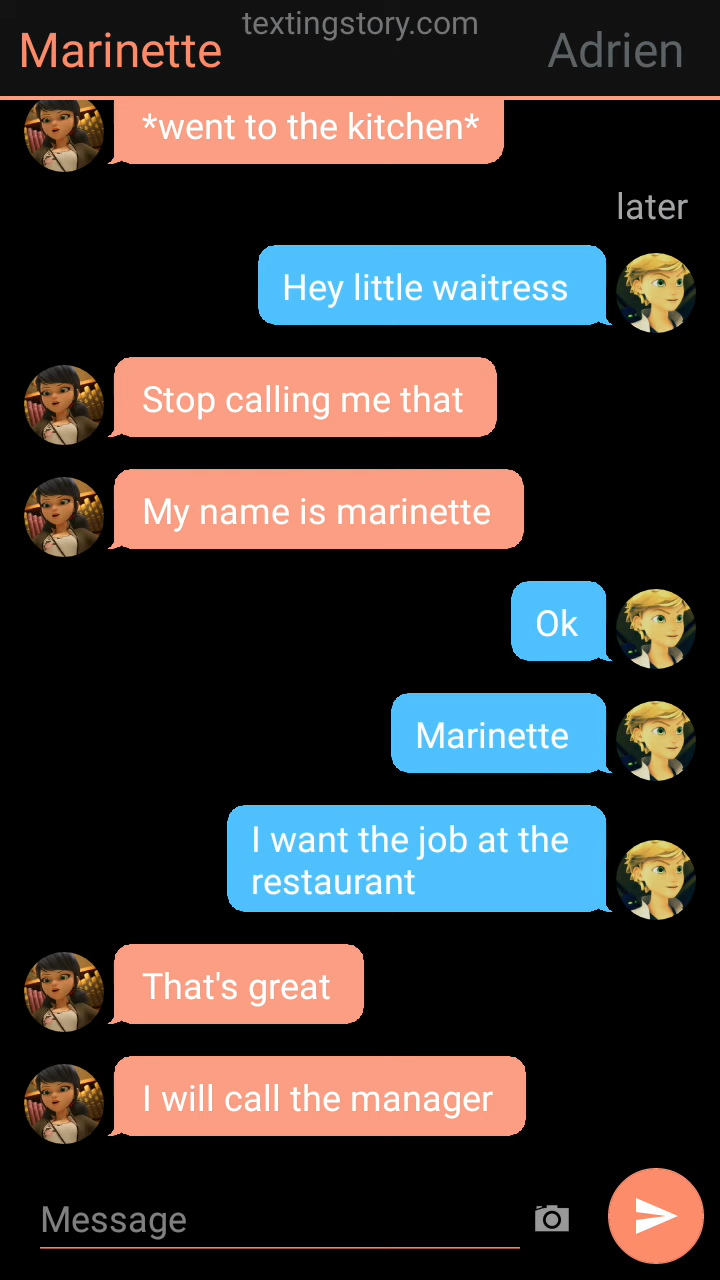 textingstory.com
Marinette
Adrien
*went to the kitchen*
later
Hey little waitress
Stop calling me that
My name is marinette
Ok
Marinette
I want the job at the
restaurant
That's great
I will call the manager
Message